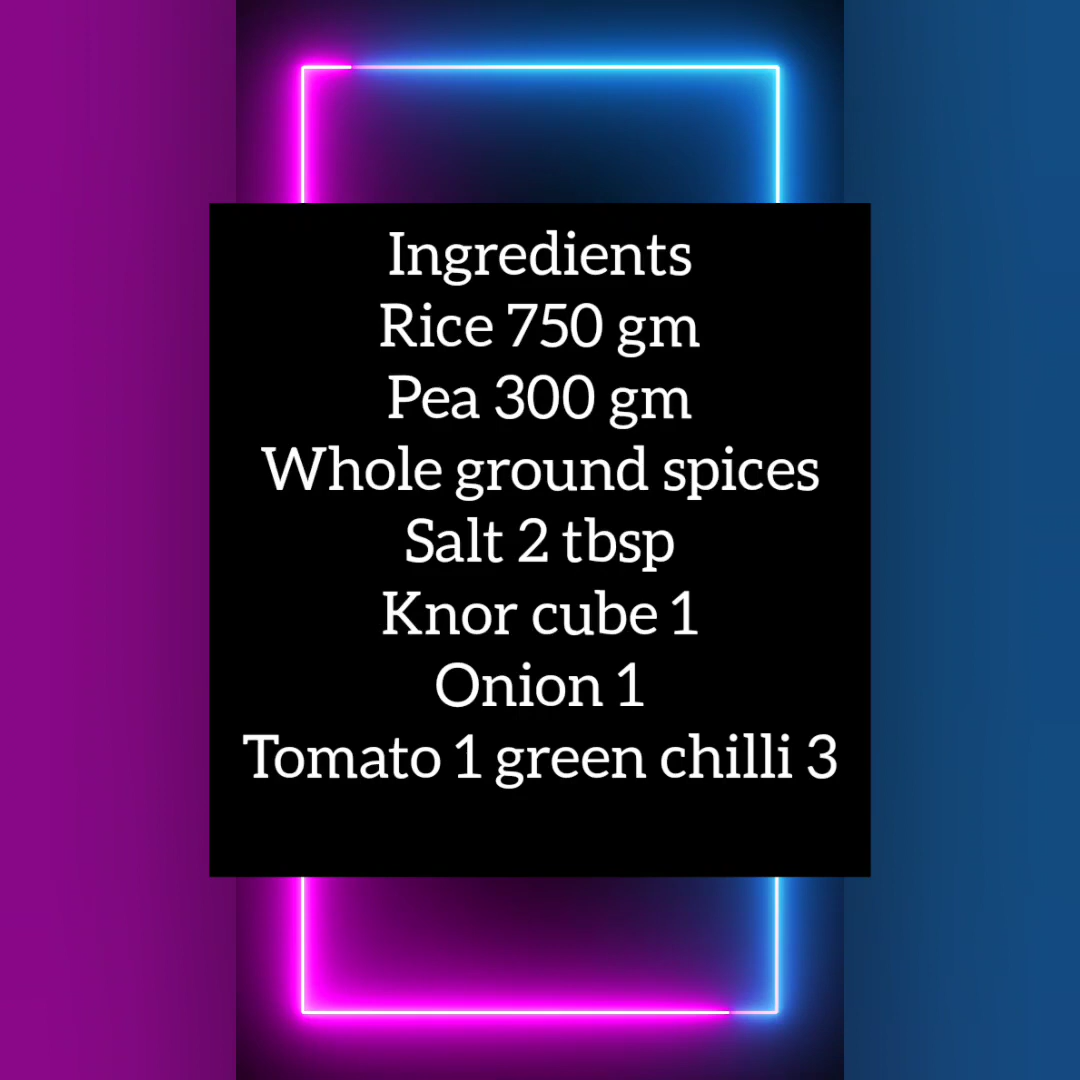 Ingredients
Rice 750 gm
Pea 300 gm
Whole ground spices
Salt 2 tbsp
Knor cube 1
Onion 1
Tomato 1 green chilli 3